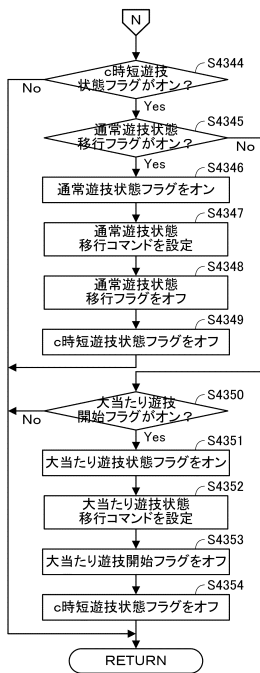 N
S4344
c時短遊技
状態フラグがオン？
No
Yes
S4345
通常遊技状態
移行フラグがオン？
No
Yes
S4346
通常遊技状態フラグをオン
S4347
通常遊技状態
移行コマンドを設定
S4348
通常遊技状態
移行フラグをオフ
S4349
c時短遊技状態フラグをオフ
S4350
大当たり遊技
開始フラグがオン？
No
Yes
S4351
大当たり遊技状態フラグをオン
S4352
大当たり遊技状態
移行コマンドを設定
S4353
大当たり遊技開始フラグをオフ
S4354
c時短遊技状態フラグをオフ
RETURN